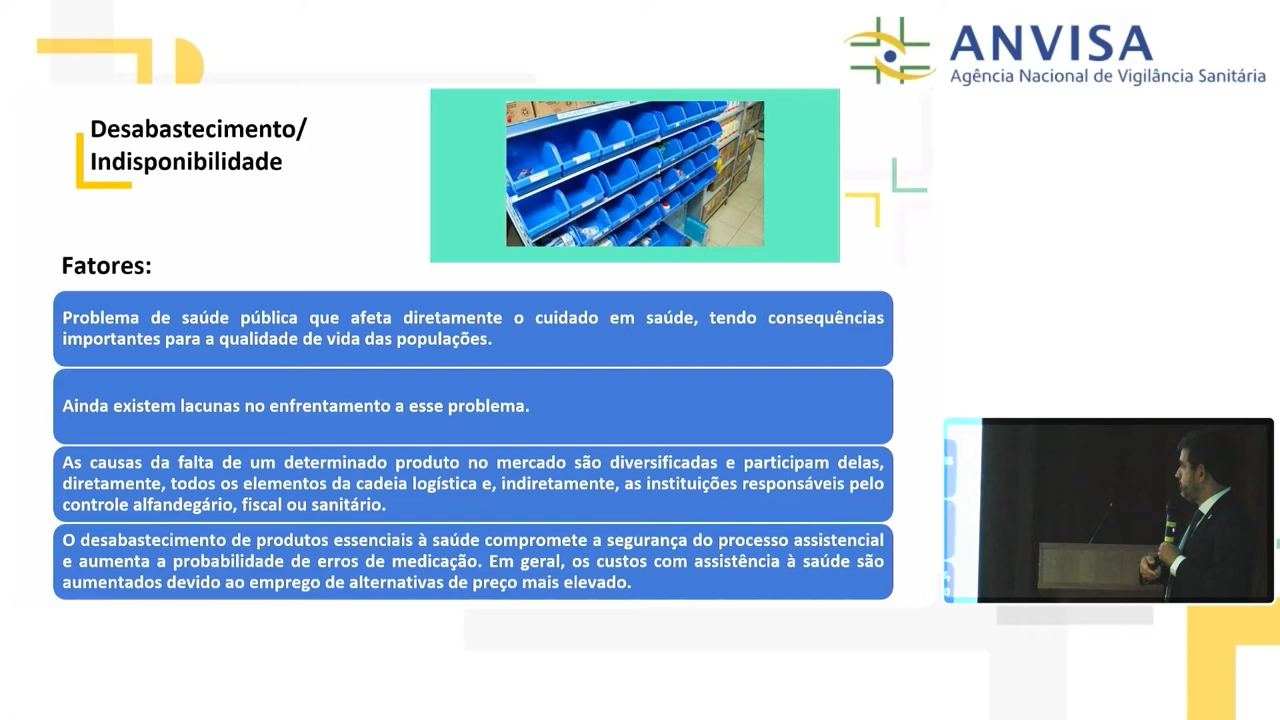 ANVISA
Agência Nacional de Vigilância Sanitária
Desabastecimento/
Indisponibilidade
Fatores:
Problema de saúde pública que afeta diretamente o cuidado em saúde, tendo consequências
importantes para a qualidade de vida das populações.
Ainda existem lacunas no enfrentamento a esse problema.
As causas da falta de um determinado produto no mercado são diversificadas e participam delas,
diretamente, todos os elementos da cadeia logística e, indiretamente, as instituições responsáveis pelo
controle alfandegário, fiscal ou sanitário.
O desabastecimento de produtos essenciais à saúde compromete a segurança do processo assistencial
e aumenta a probabilidade de erros de medicação. Em geral, os custos com assistência à saúde são
aumentados devido ao emprego de alternativas de preço mais elevado.